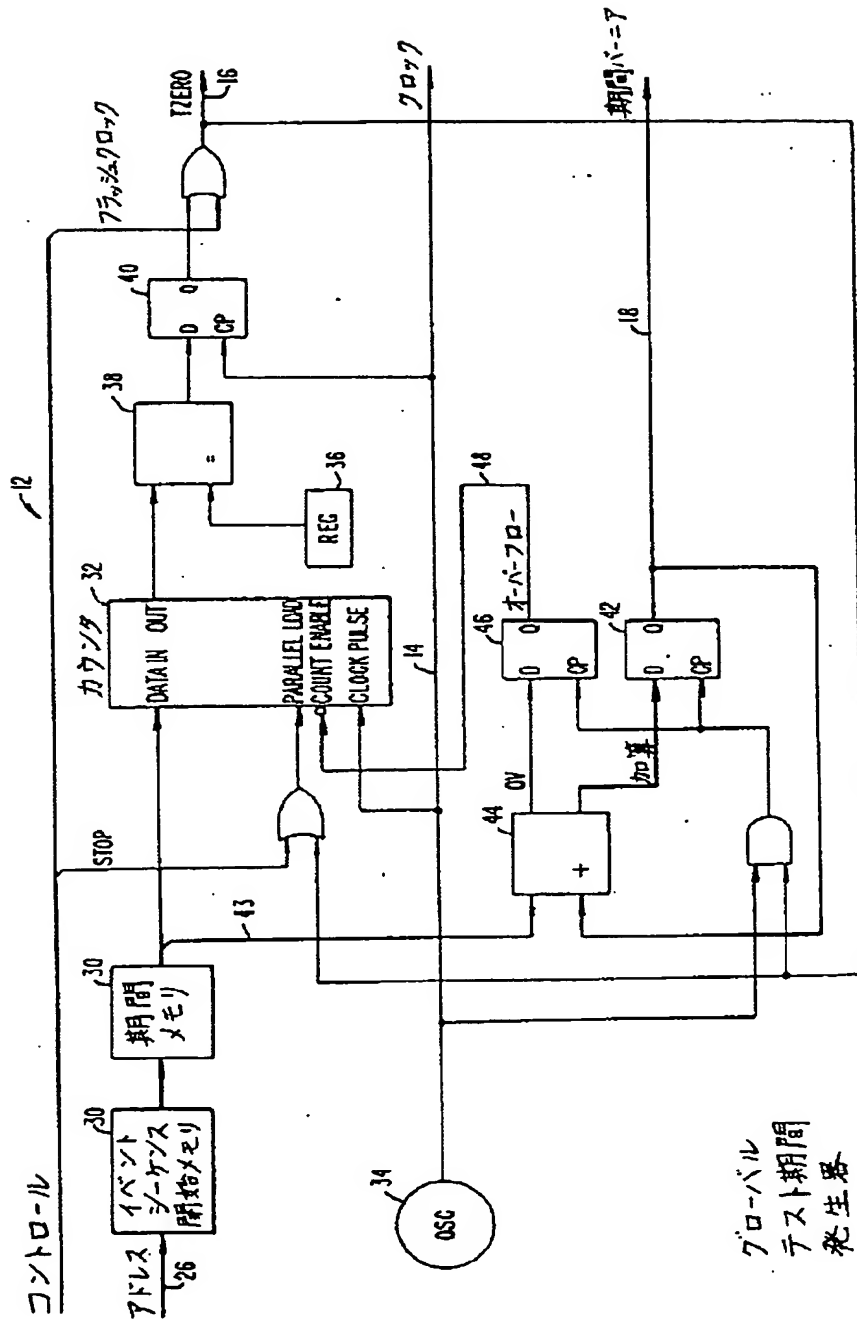 コントロール
12
アドレス
26
30
イベント
シーケンス
開始メモリ
30
期間
メモリ
43
STOP
カウンタ
32
DATA IN OUT
PARALLEL LOAD
COUNT ENABLE
CLOCK PULSE
38
=
36
REG
40
D Q
CP
フラッシュクロック
TZERO
16
クロック
14
34
OSC
44
+
OV
加算
46
D Q
CP
オーバーフロー
48
42
D Q
CP
18
期間バーニア
グローバル
テスト期間
発生器